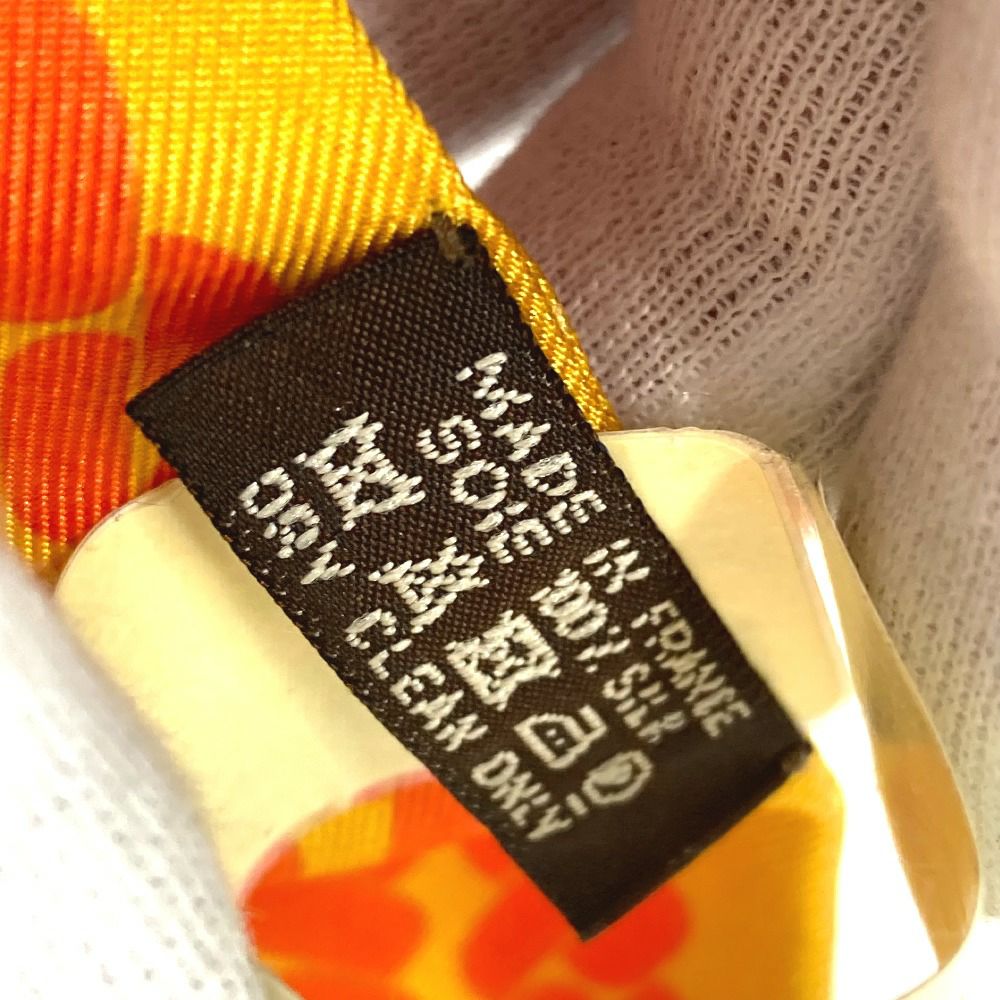 MADE IN FRANCE
SOIE 100% SILK
DRY CLEAN ONLY